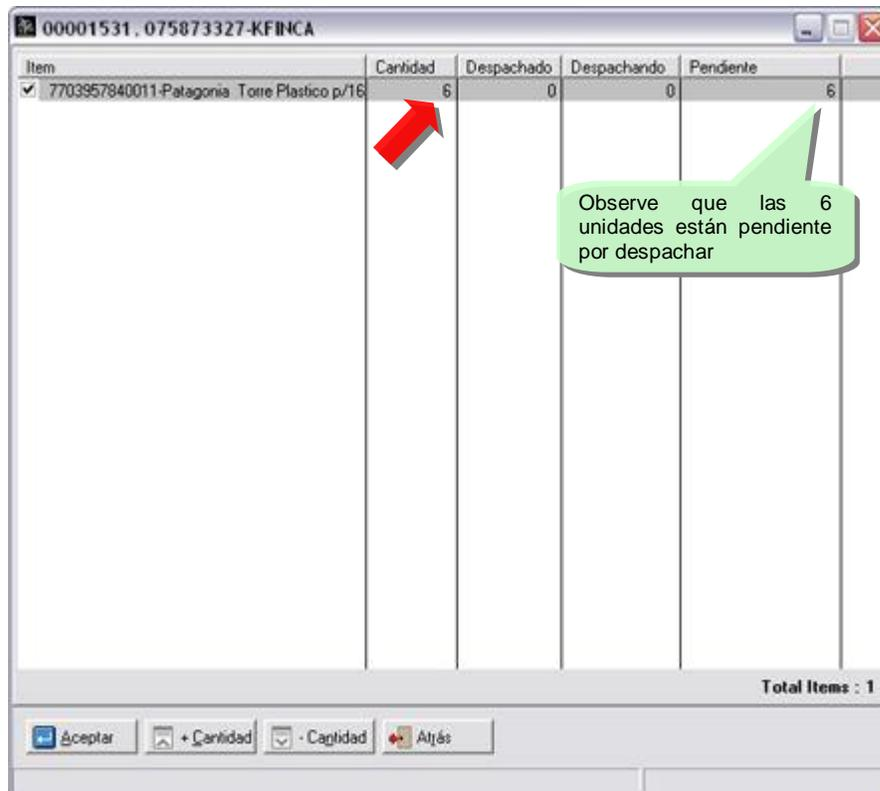 00001531, 075873327-KFINCA
Item Cantidad Despachado Despachando Pendiente
7703957840011-Patagonia Torre Plastico p/16 6 0 0 6
Observe que las 6
unidades están pendiente
por despachar
Total Items : 1
Aceptar + Cantidad - Cantidad Atrás